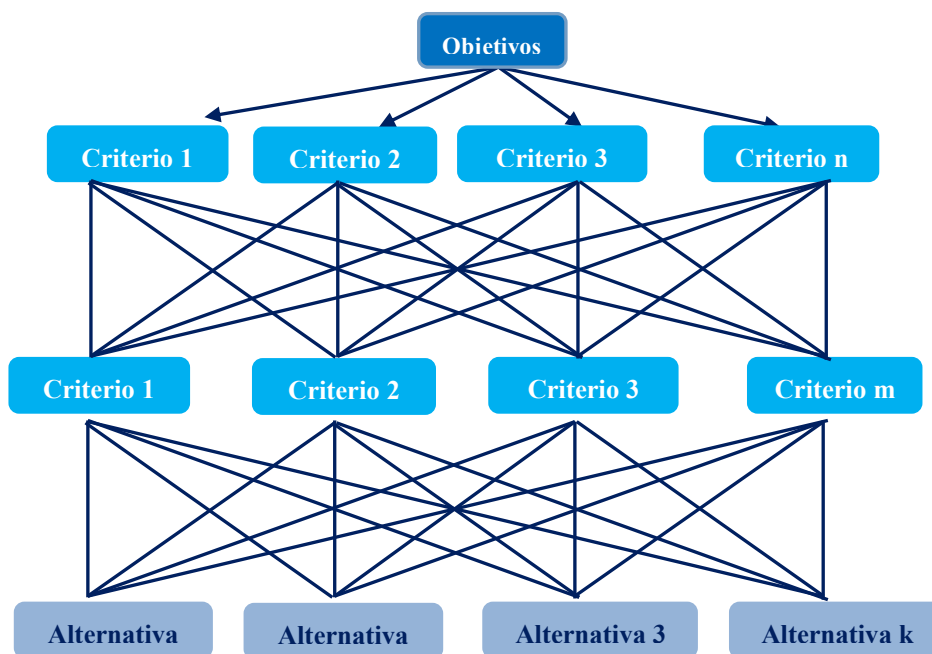 Objetivos
Criterio 1
Criterio 2
Criterio 3
Criterio n
Criterio 1
Criterio 2
Criterio 3
Criterio m
Alternativa
Alternativa
Alternativa 3
Alternativa k